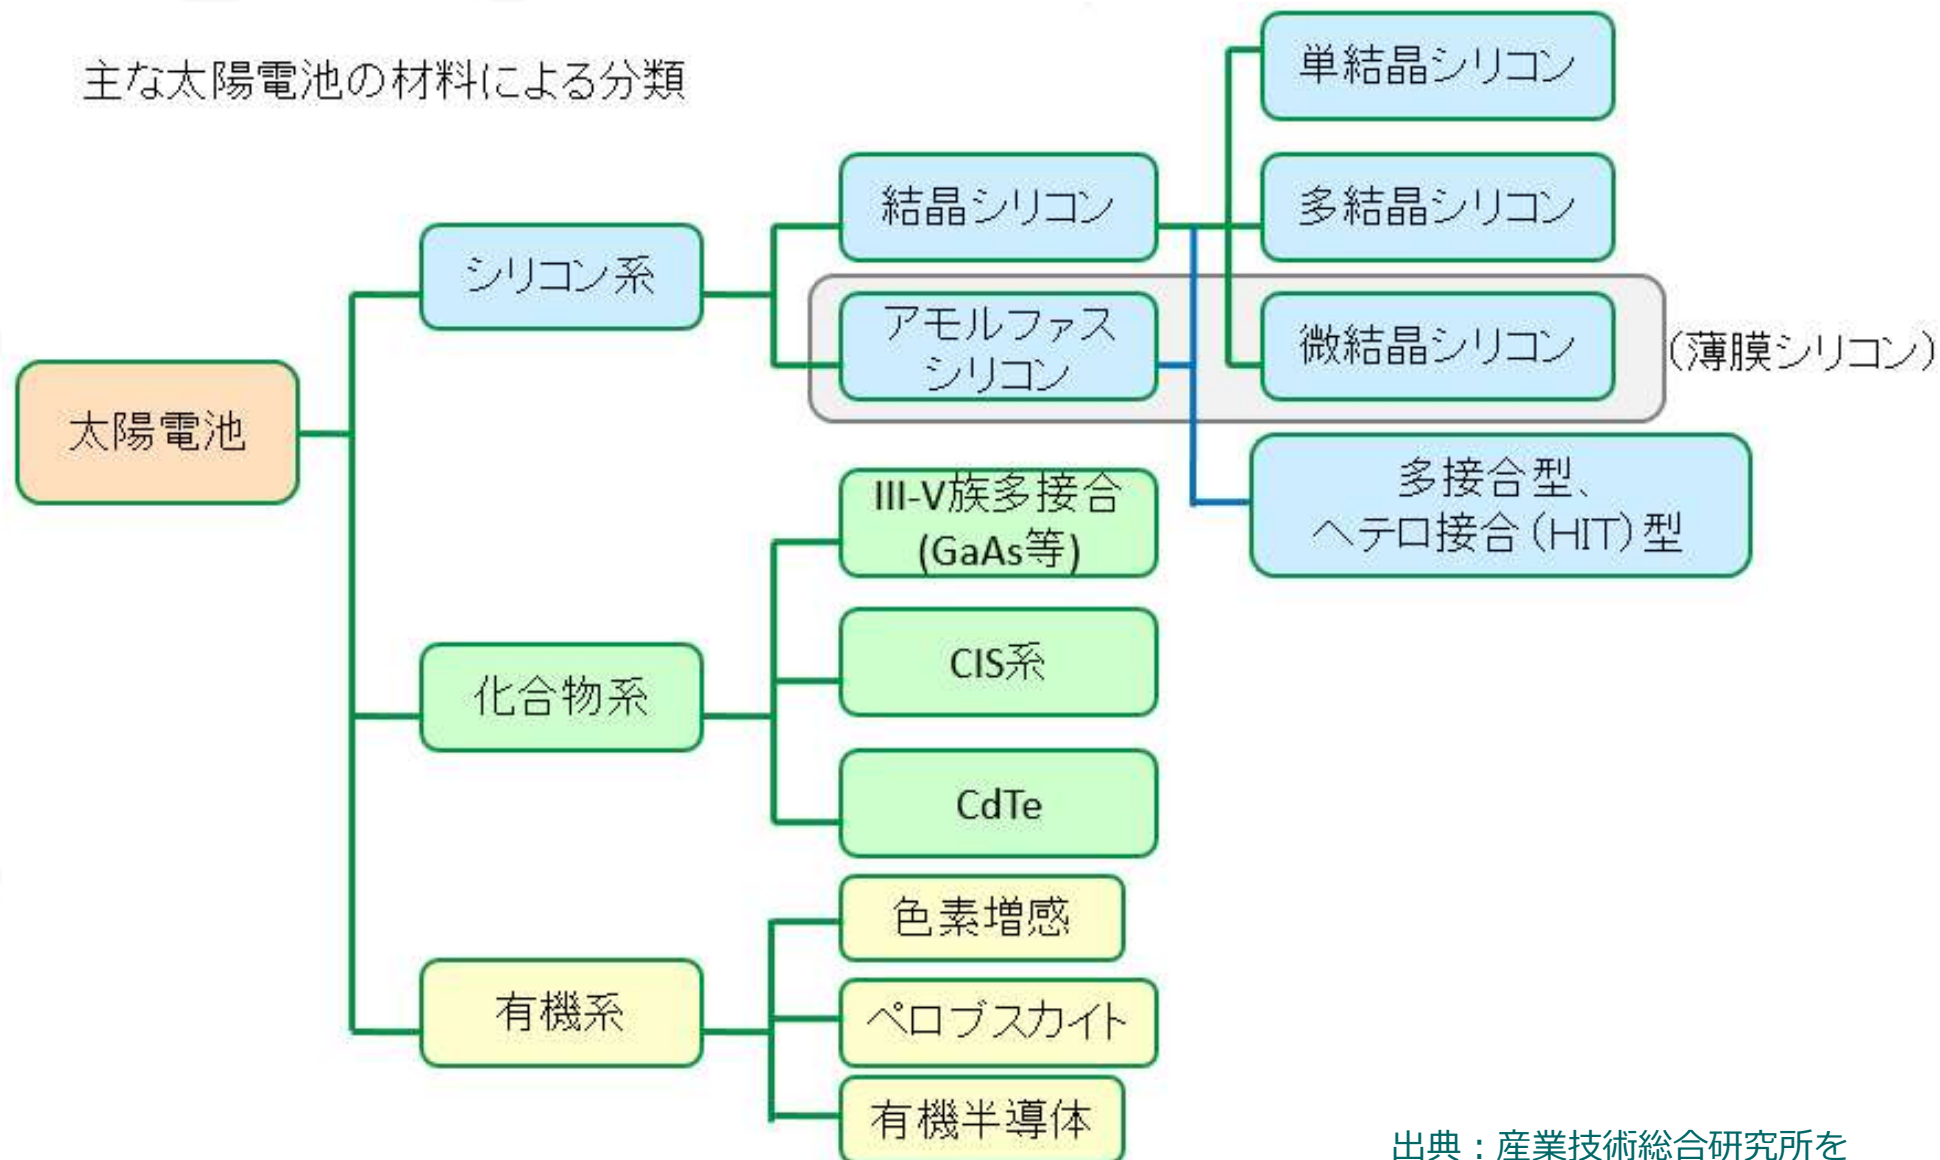 主な太陽電池の材料による分類
単結晶シリコン
結晶シリコン
多結晶シリコン
シリコン系
アモルファス
シリコン
微結晶シリコン
(薄膜シリコン)
太陽電池
多接合型、
ヘテロ接合(HIT)型
III-V族多接合
(GaAs等)
CIS系
化合物系
CdTe
色素増感
有機系
ペロブスカイト
有機半導体
出典:産業技術総合研究所を